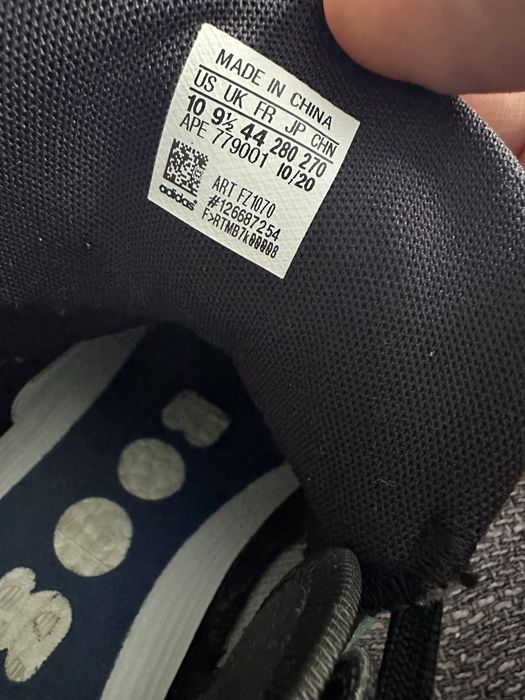 MADE IN CHINA
US UK FR JP CHN
10 9½ 44 280 270
APE 779001 10/20
ART FZ1070
#126687254
adidas